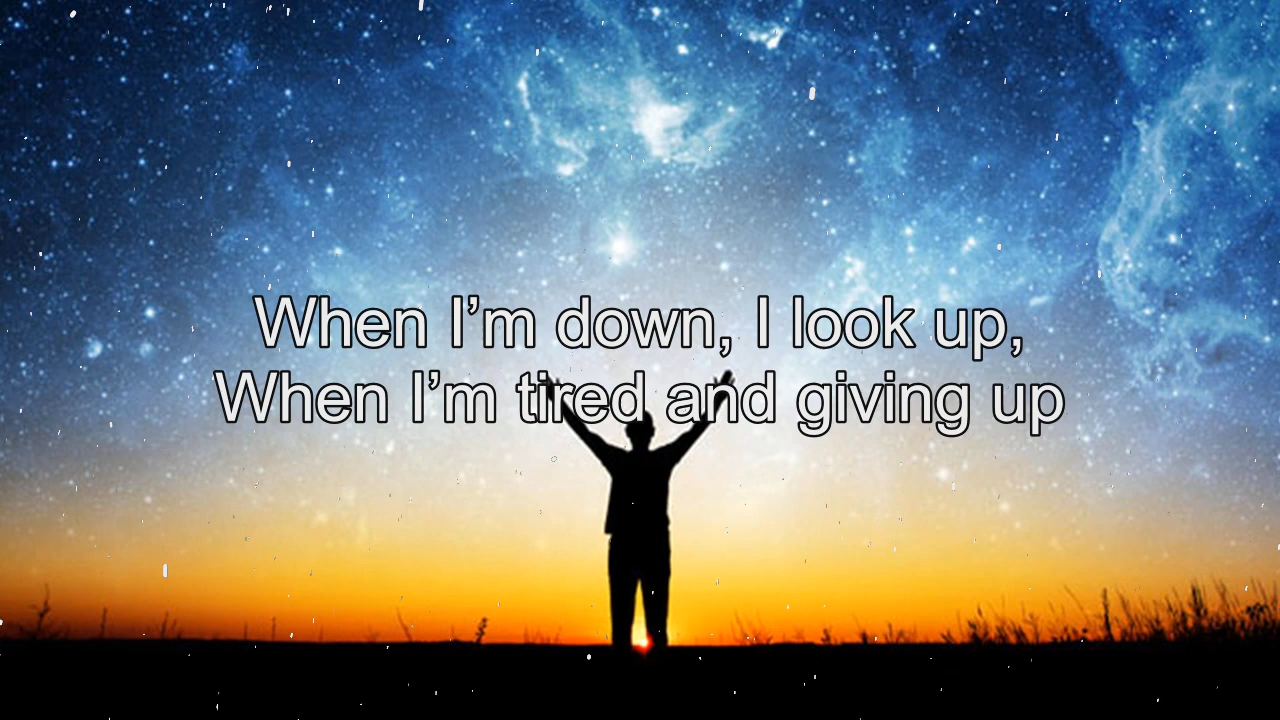 When I’m down, I look up,
When I’m tired and giving up